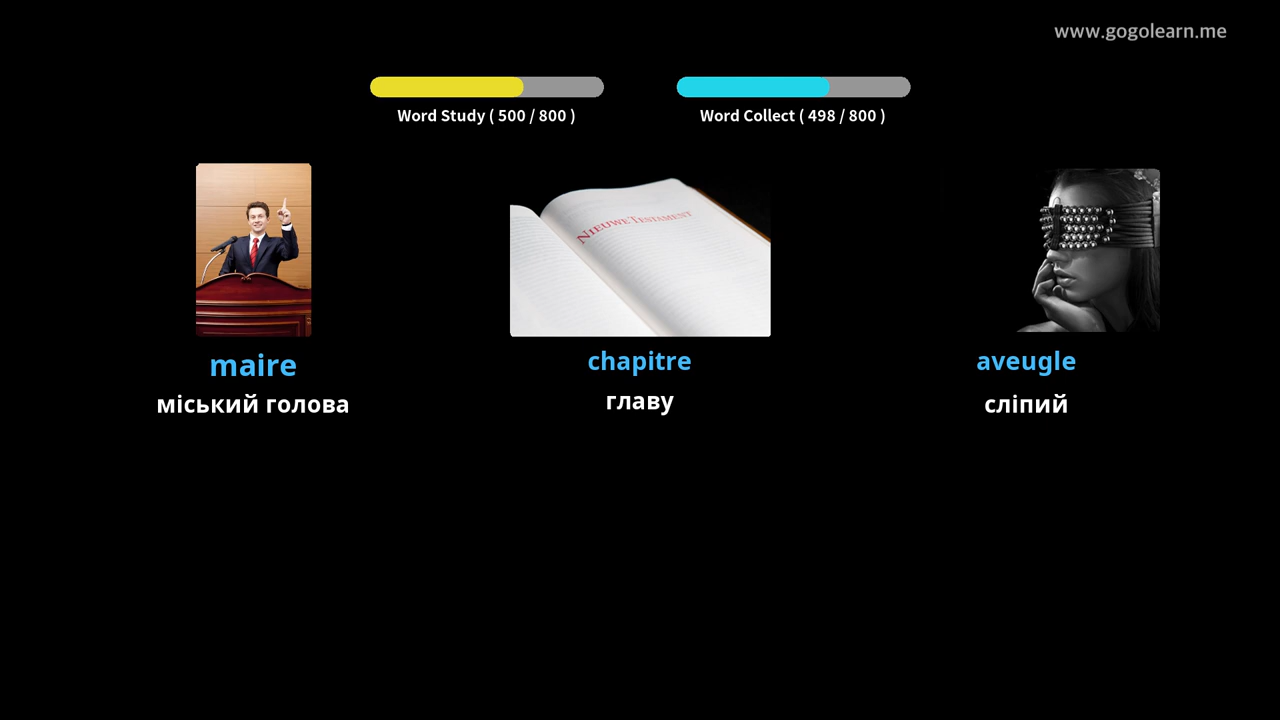 www.gogolearn.me
Word Study ( 500 / 800 )
Word Collect ( 498 / 800 )
NIEUWE TESTAMENT
maire
chapitre
aveugle
міський голова
главу
сліпий